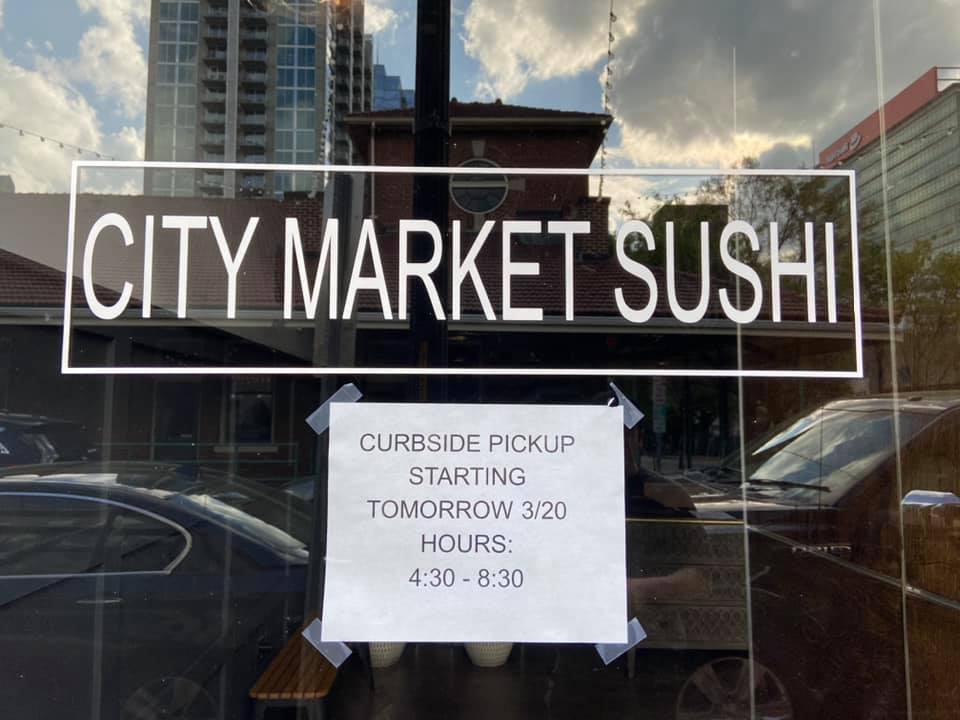 CITY MARKET SUSHI
CURBSIDE PICKUP
STARTING
TOMORROW 3/20
HOURS:
4:30 - 8:30